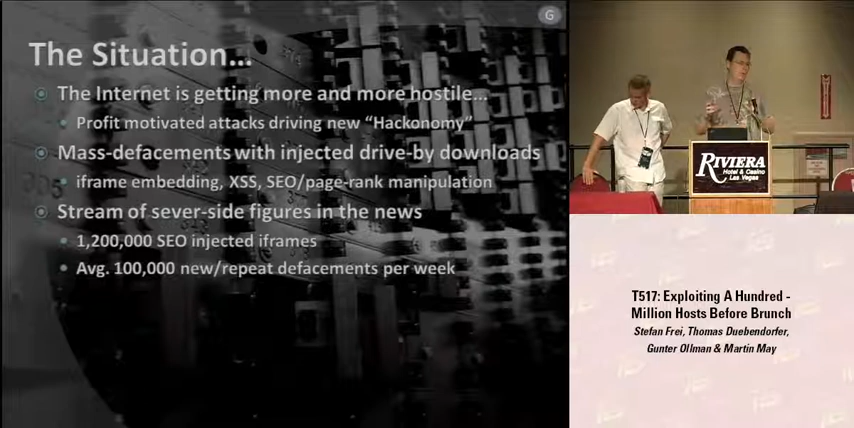 G
The Situation...
The Internet is getting more and more hostile...
Profit motivated attacks driving new “Hackonomy”
Mass-defacements with injected drive-by downloads
iframe embedding, XSS, SEO/page-rank manipulation
Stream of sever-side figures in the news
1,200,000 SEO injected iframes
Avg. 100,000 new/repeat defacements per week
RIVIERA
Hotel & Casino
Las Vegas
T517: Exploiting A Hundred -
Million Hosts Before Brunch
Stefan Frei, Thomas Duebendorfer,
Gunter Ollman & Martin May